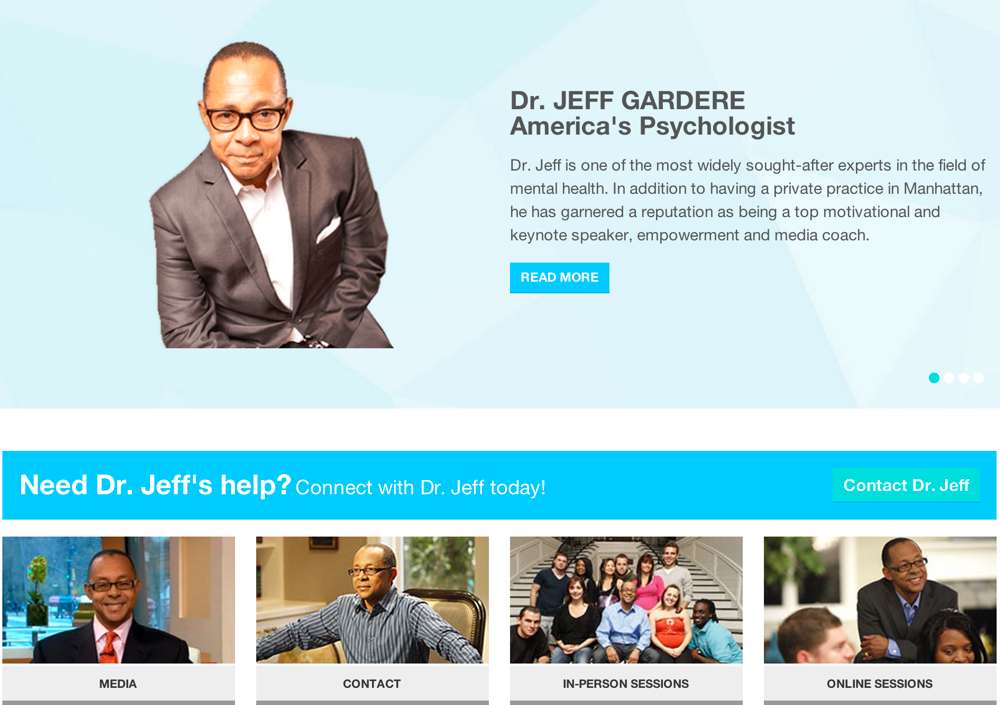 Dr. JEFF GARDERE
America's Psychologist
Dr. Jeff is one of the most widely sought-after experts in the field of
mental health. In addition to having a private practice in Manhattan,
he has garnered a reputation as being a top motivational and
keynote speaker, empowerment and media coach.
READ MORE
Need Dr. Jeff's help? Connect with Dr. Jeff today!
Contact Dr. Jeff
MEDIA
CONTACT
IN-PERSON SESSIONS
ONLINE SESSIONS